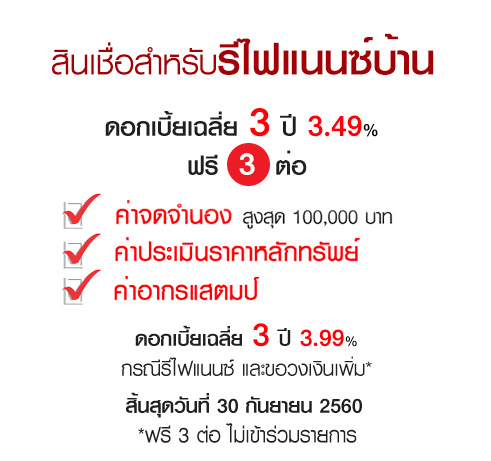 สินเชื่อสำหรับรีไฟแนนซ์บ้าน
ดอกเบี้ยเฉลี่ย 3 ปี 3.49%
ฟรี 3 ต่อ
ค่าจดจำนอง สูงสุด 100,000 บาท
ค่าประเมินราคาหลักทรัพย์
ค่าอากรแสตมป์
ดอกเบี้ยเฉลี่ย 3 ปี 3.99%
กรณีรีไฟแนนซ์ และขอวงเงินเพิ่ม*
สิ้นสุดวันที่ 30 กันยายน 2560
*ฟรี 3 ต่อ ไม่เข้าร่วมรายการ